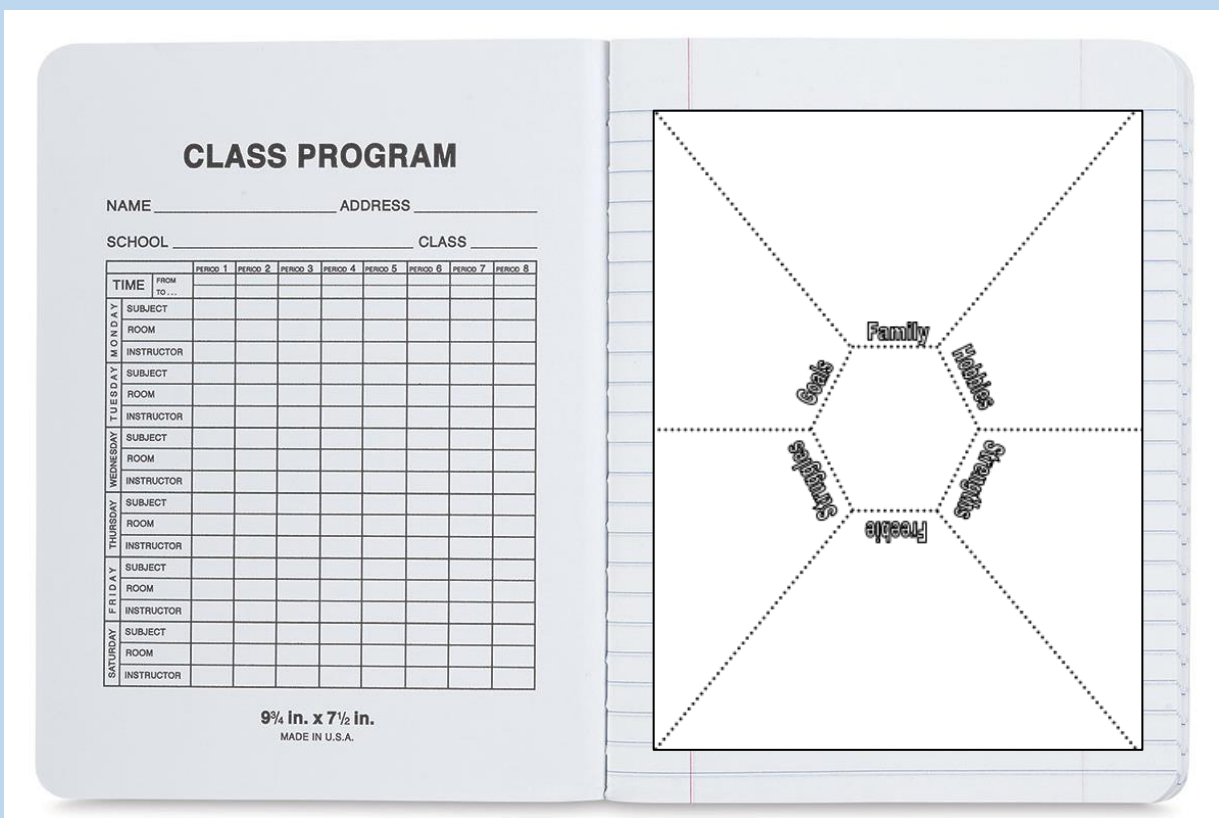 CLASS PROGRAM
NAME ADDRESS
SCHOOL CLASS
PERIOD 1 PERIOD 2 PERIOD 3 PERIOD 4 PERIOD 5 PERIOD 6 PERIOD 7 PERIOD 8
TIME FROM
TO ...
MONDAY
SUBJECT
ROOM
INSTRUCTOR
TUESDAY
SUBJECT
ROOM
INSTRUCTOR
WEDNESDAY
SUBJECT
ROOM
INSTRUCTOR
THURSDAY
SUBJECT
ROOM
INSTRUCTOR
FRIDAY
SUBJECT
ROOM
INSTRUCTOR
SATURDAY
SUBJECT
ROOM
INSTRUCTOR
9¾ in. x 7½ in.
MADE IN U.S.A.
Family
Hobbies
Strengths
Freebie
Struggles
Goals